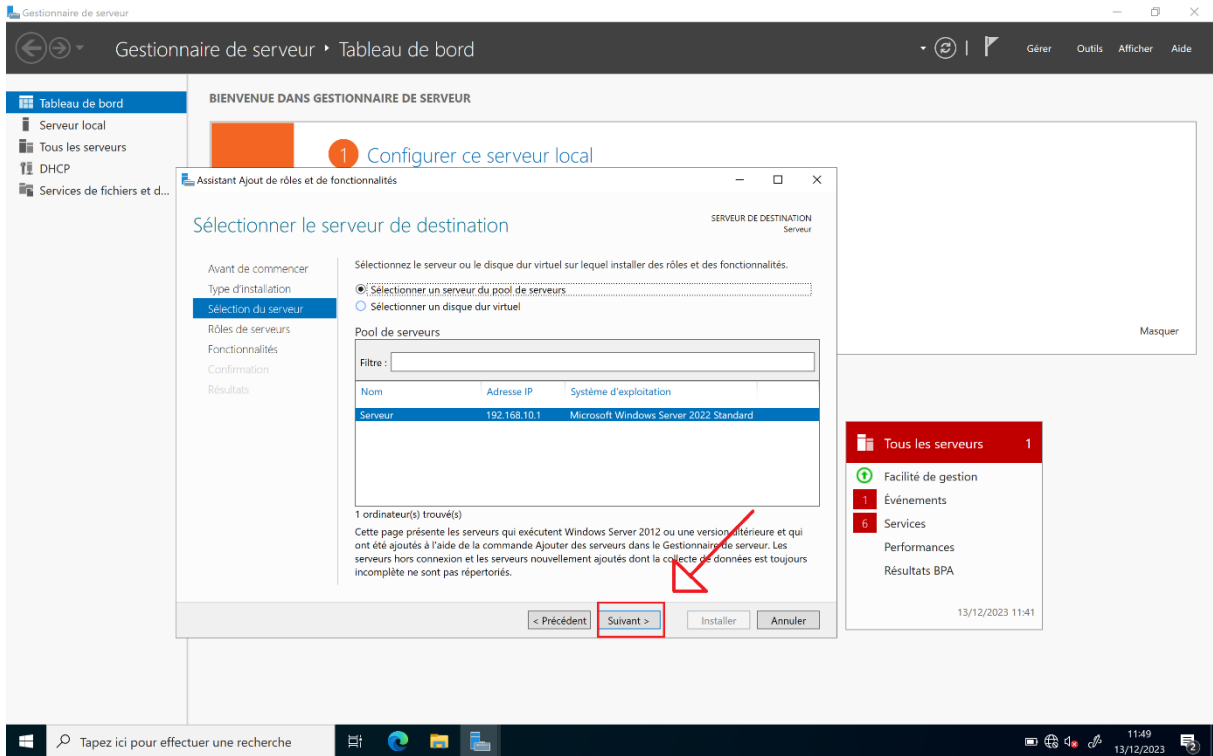 Gestionnaire de serveur
Gestionnaire de serveur ‣ Tableau de bord
Gérer Outils Afficher Aide
Tableau de bord
Serveur local
Tous les serveurs
DHCP
Services de fichiers et d...
BIENVENUE DANS GESTIONNAIRE DE SERVEUR
1 Configurer ce serveur local
Masquer
Assistant Ajout de rôles et de fonctionnalités
Sélectionner le serveur de destination
SERVEUR DE DESTINATION
Serveur
Avant de commencer
Type d'installation
Sélection du serveur
Rôles de serveurs
Fonctionnalités
Confirmation
Résultats
Sélectionnez le serveur ou le disque dur virtuel sur lequel installer des rôles et des fonctionnalités.
Sélectionner un serveur du pool de serveurs
Sélectionner un disque dur virtuel
Pool de serveurs
Filtre :
Nom Adresse IP Système d'exploitation
Serveur 192.168.10.1 Microsoft Windows Server 2022 Standard
1 ordinateur(s) trouvé(s)
Cette page présente les serveurs qui exécutent Windows Server 2012 ou une version ultérieure et qui
ont été ajoutés à l'aide de la commande Ajouter des serveurs dans le Gestionnaire de serveur. Les
serveurs hors connexion et les serveurs nouvellement ajoutés dont la collecte de données est toujours
incomplète ne sont pas répertoriés.
< Précédent Suivant > Installer Annuler
Tous les serveurs 1
Facilité de gestion
1 Événements
6 Services
Performances
Résultats BPA
13/12/2023 11:41
Tapez ici pour effectuer une recherche
11:49
13/12/2023
2